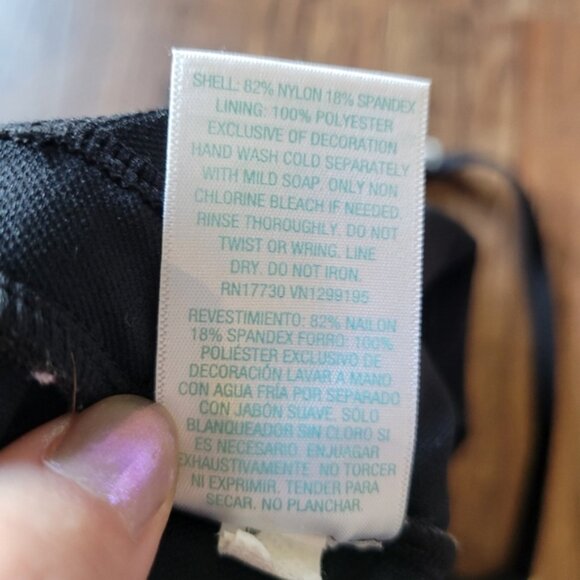 SHELL: 82% NYLON 18% SPANDEX
LINING: 100% POLYESTER
EXCLUSIVE OF DECORATION
HAND WASH COLD SEPARATELY
WITH MILD SOAP. ONLY NON
CHLORINE BLEACH IF NEEDED.
RINSE THOROUGHLY. DO NOT
TWIST OR WRING. LINE
DRY. DO NOT IRON.
RN17730 VN1299195
REVESTIMIENTO: 82% NAILON
18% SPANDEX FORRO: 100%
POLIÉSTER EXCLUSIVO DE
DECORACIÓN LAVAR A MANO
CON AGUA FRÍA POR SEPARADO
CON JABÓN SUAVE. SÓLO
BLANQUEADOR SIN CLORO SI
ES NECESARIO. ENJUAGAR
EXHAUSTIVAMENTE. NO TORCER
NI EXPRIMIR. TENDER PARA
SECAR. NO PLANCHAR.